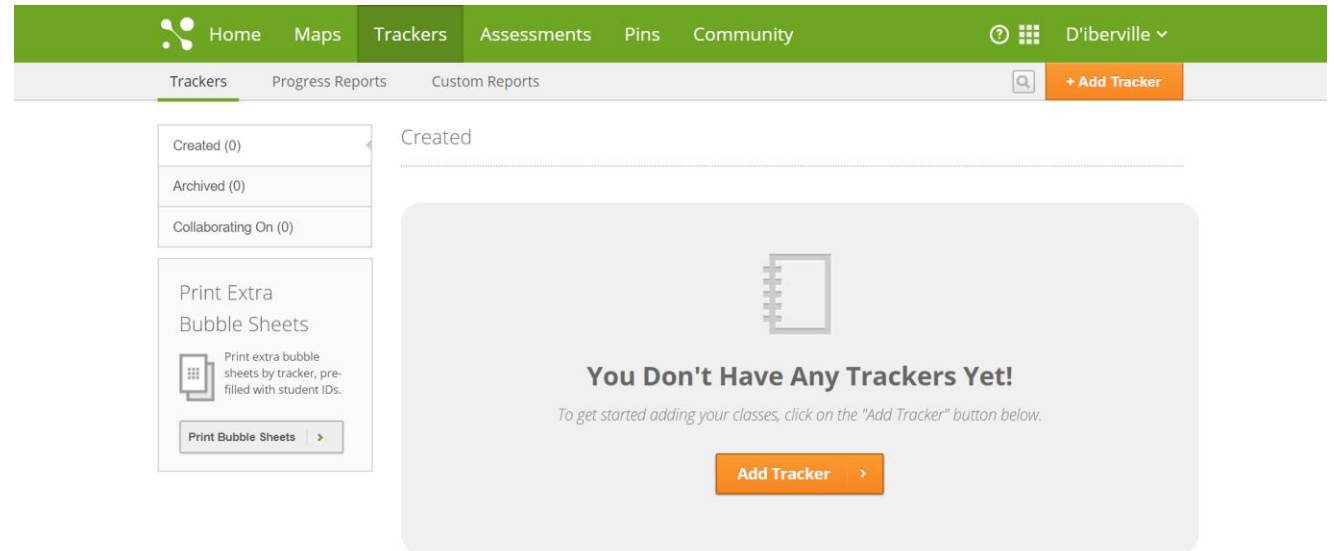 Home Maps Trackers Assessments Pins Community D'iberville
Trackers Progress Reports Custom Reports + Add Tracker
Created (0)
Archived (0)
Collaborating On (0)
Print Extra
Bubble Sheets
Print extra bubble
sheets by tracker, pre-
filled with student IDs.
Print Bubble Sheets
Created
You Don't Have Any Trackers Yet!
To get started adding your classes, click on the "Add Tracker" button below.
Add Tracker